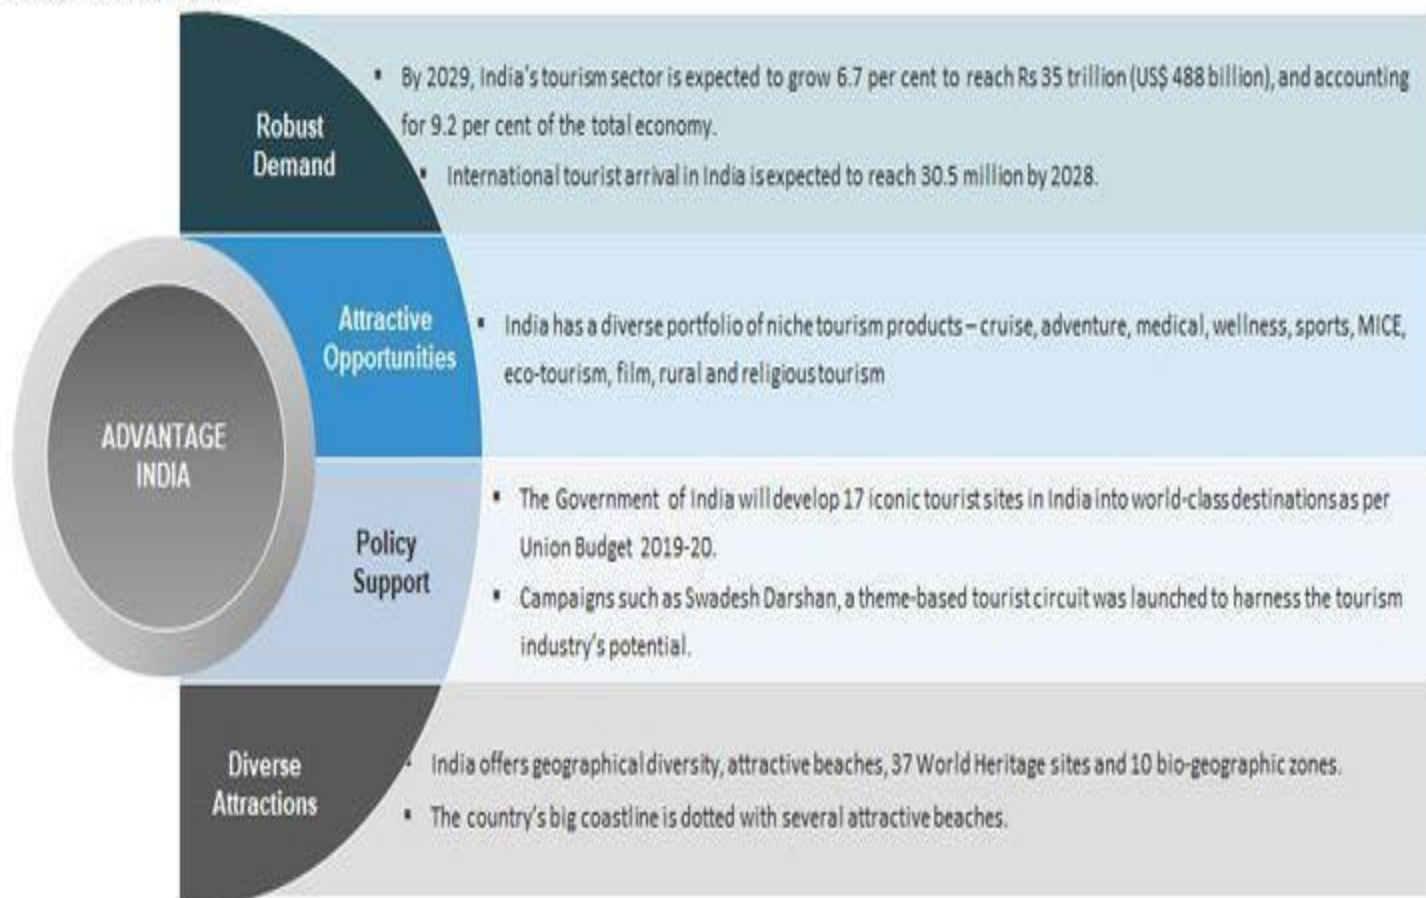 Robust
Demand
▪ By 2029, India's tourism sector is expected to grow 6.7 per cent to reach Rs 35 trillion (US$ 488 billion), and accounting
for 9.2 per cent of the total economy.
▪ International tourist arrival in India is expected to reach 30.5 million by 2028.
Attractive
Opportunities
▪ India has a diverse portfolio of niche tourism products – cruise, adventure, medical, wellness, sports, MICE,
eco-tourism, film, rural and religious tourism
ADVANTAGE
INDIA
Policy
Support
▪ The Government of India will develop 17 iconic tourist sites in India into world-class destinations as per
Union Budget 2019-20.
▪ Campaigns such as Swadesh Darshan, a theme-based tourist circuit was launched to harness the tourism
industry's potential.
Diverse
Attractions
▪ India offers geographical diversity, attractive beaches, 37 World Heritage sites and 10 bio-geographic zones.
▪ The country's big coastline is dotted with several attractive beaches.